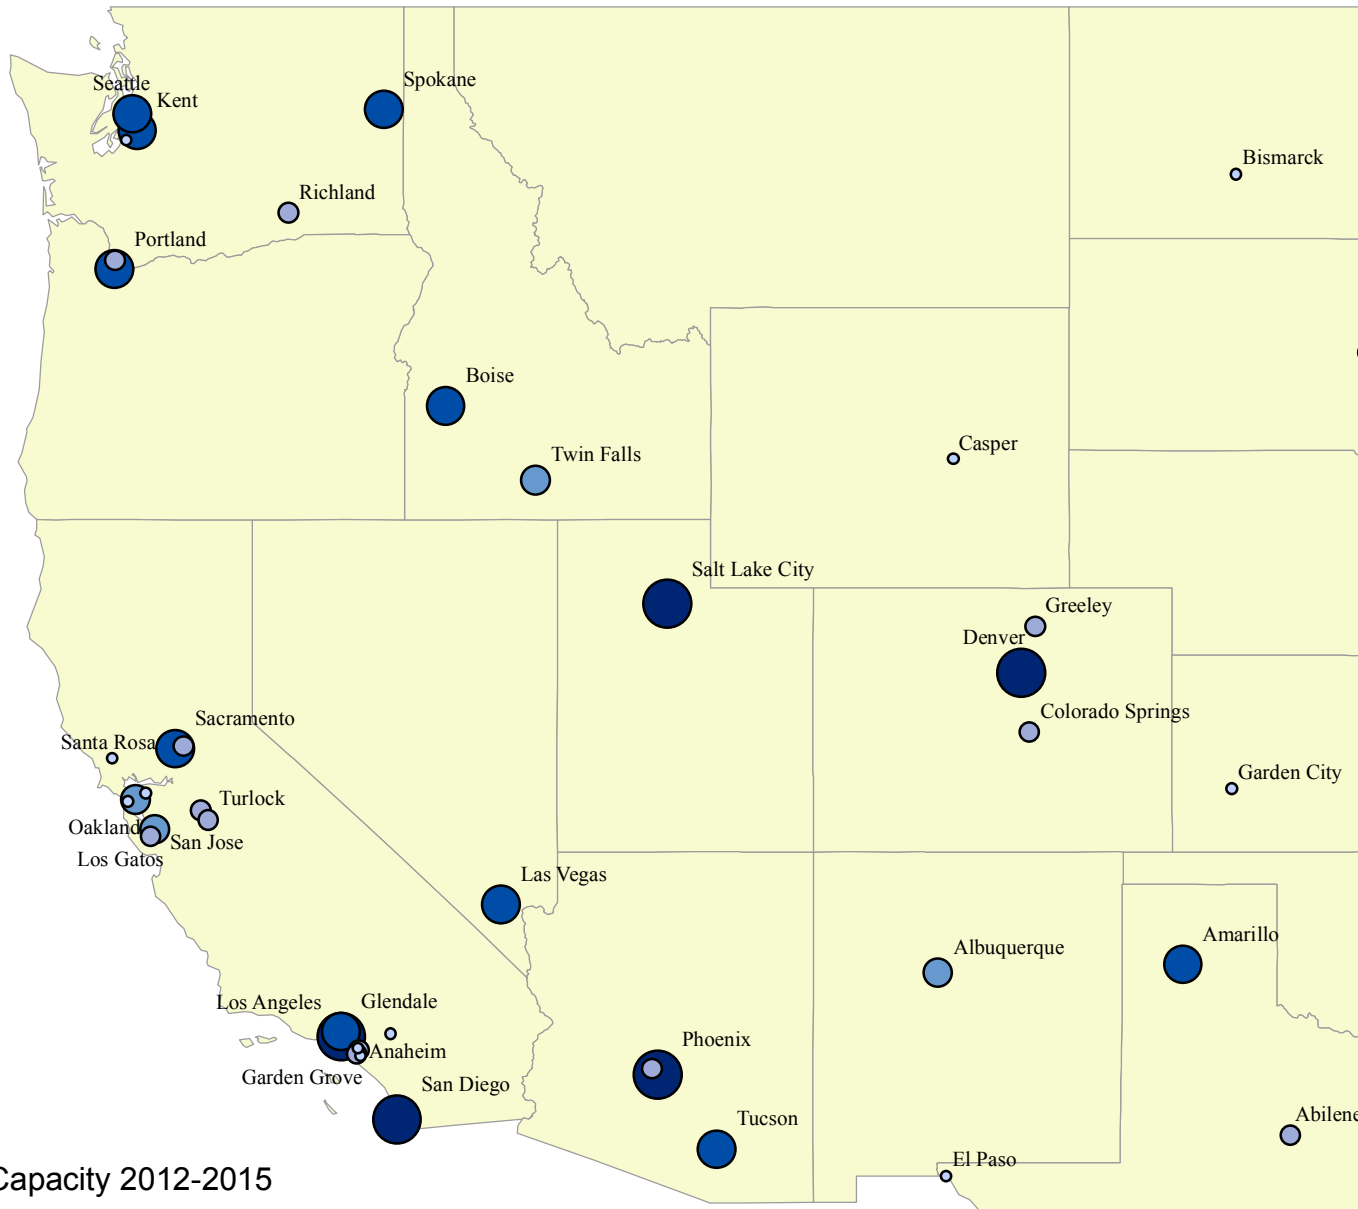 Seattle
Kent
Spokane
Bismarck
Richland
Portland
Boise
Casper
Twin Falls
Salt Lake City
Greeley
Denver
Colorado Springs
Sacramento
Santa Rosa
Garden City
Turlock
Oakland
San Jose
Los Gatos
Las Vegas
Amarillo
Albuquerque
Los Angeles
Glendale
Phoenix
Anaheim
Garden Grove
San Diego
Tucson
Abilene
El Paso
Capacity 2012-2015